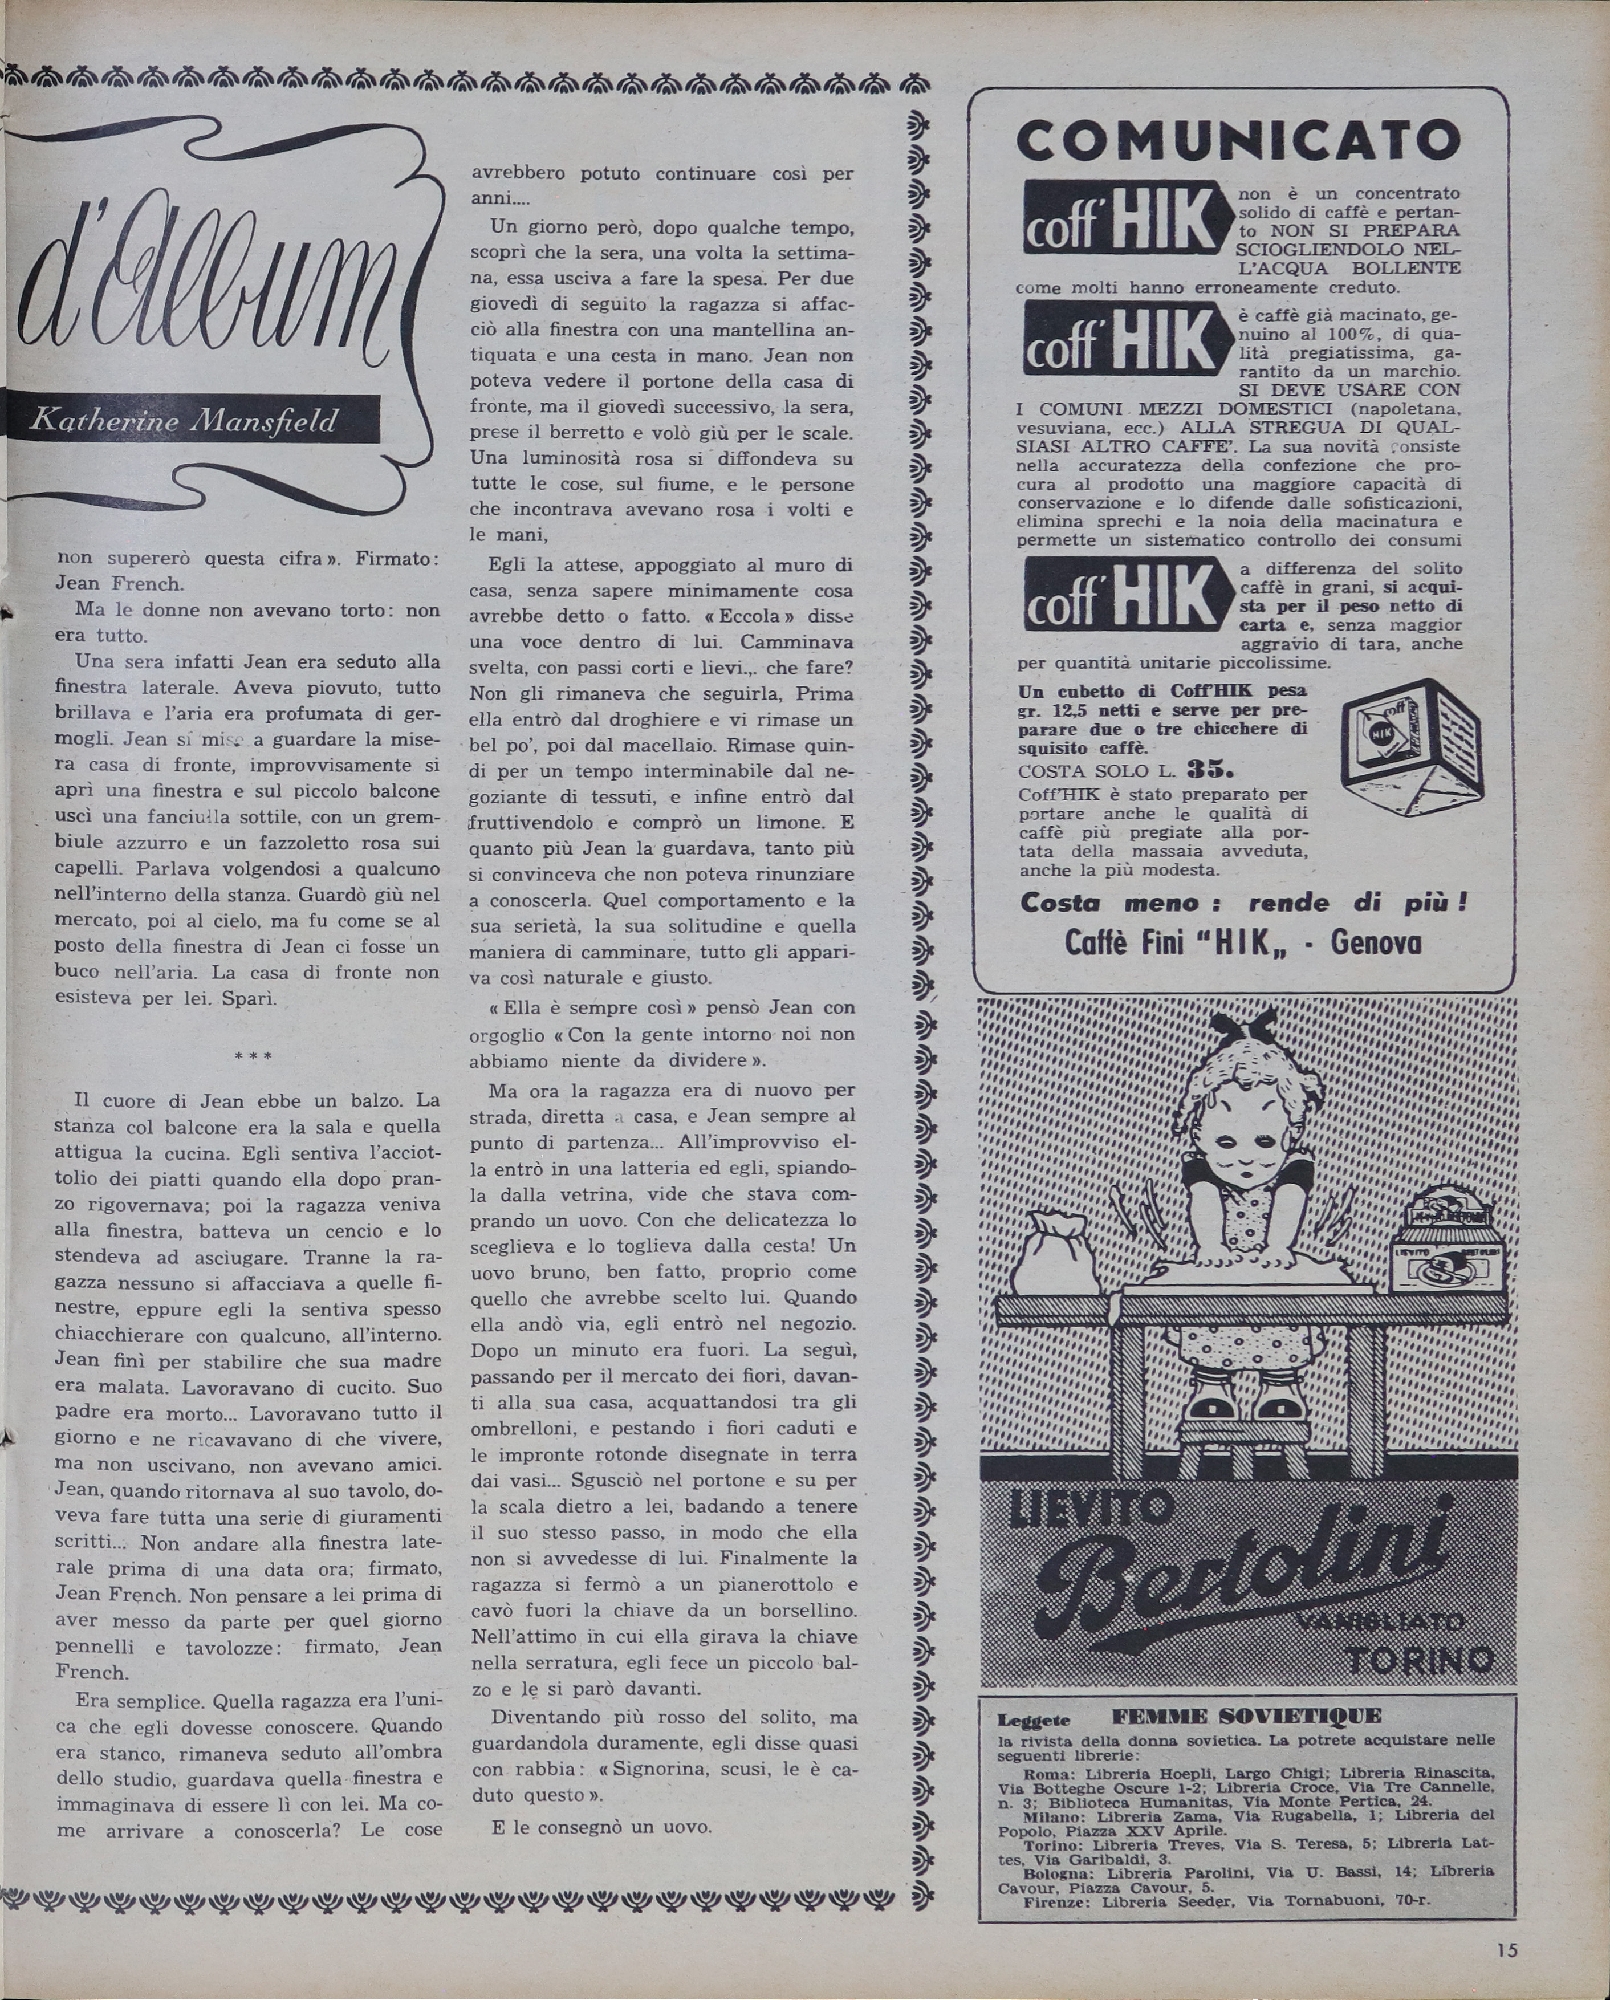 d'Album
Katherine Mansfield
non supererò questa cifra». Firmato:
Jean French.
Ma le donne non avevano torto: non
era tutto.
Una sera infatti Jean era seduto alla
finestra laterale. Aveva piovuto, tutto
brillava e l'aria era profumata di ger-
mogli. Jean si mise a guardare la mise-
ra casa di fronte, improvvisamente si
aprì una finestra e sul piccolo balcone
uscì una fanciulla sottile, con un grem-
biule azzurro e un fazzoletto rosa sui
capelli. Parlava volgendosi a qualcuno
nell'interno della stanza. Guardò giù nel
mercato, poi al cielo, ma fu come se al
posto della finestra di Jean ci fosse un
buco nell'aria. La casa di fronte non
esisteva per lei. Sparì.
* * *
Il cuore di Jean ebbe un balzo. La
stanza col balcone era la sala e quella
attigua la cucina. Egli sentiva l'acciot-
tolio dei piatti quando ella dopo pran-
zo rigovernava; poi la ragazza veniva
alla finestra, batteva un cencio e lo
stendeva ad asciugare. Tranne la ra-
gazza nessuno si affacciava a quelle fi-
nestre, eppure egli la sentiva spesso
chiacchierare con qualcuno, all'interno.
Jean finì per stabilire che sua madre
era malata. Lavoravano di cucito. Suo
padre era morto... Lavoravano tutto il
giorno e ne ricavavano di che vivere,
ma non uscivano, non avevano amici.
Jean, quando ritornava al suo tavolo, do-
veva fare tutta una serie di giuramenti
scritti... Non andare alla finestra late-
rale prima di una data ora; firmato,
Jean French. Non pensare a lei prima di
aver messo da parte per quel giorno
pennelli e tavolozze: firmato, Jean
French.
Era semplice. Quella ragazza era l'uni-
ca che egli dovesse conoscere. Quando
era stanco, rimaneva seduto all'ombra
dello studio, guardava quella finestra e
immaginava di essere lì con lei. Ma co-
me arrivare a conoscerla? Le cose
avrebbero potuto continuare così per
anni....
Un giorno però, dopo qualche tempo,
scoprì che la sera, una volta la settima-
na, essa usciva a fare la spesa. Per due
giovedì di seguito la ragazza si affac-
ciò alla finestra con una mantellina an-
tiquata e una cesta in mano. Jean non
poteva vedere il portone della casa di
fronte, ma il giovedì successivo, la sera,
prese il berretto e volò giù per le scale.
Una luminosità rosa si diffondeva su
tutte le cose, sul fiume, e le persone
che incontrava avevano rosa i volti e
le mani,
Egli la attese, appoggiato al muro di
casa, senza sapere minimamente cosa
avrebbe detto o fatto. «Eccola» disse
una voce dentro di lui. Camminava
svelta, con passi corti e lievi... che fare?
Non gli rimaneva che seguirla, Prima
ella entrò dal droghiere e vi rimase un
bel po', poi dal macellaio. Rimase quin-
di per un tempo interminabile dal ne-
goziante di tessuti, e infine entrò dal
fruttivendolo e comprò un limone. E
quanto più Jean la guardava, tanto più
si convinceva che non poteva rinunziare
a conoscerla. Quel comportamento e la
sua serietà, la sua solitudine e quella
maniera di camminare, tutto gli appari-
va così naturale e giusto.
«Ella è sempre così» pensò Jean con
orgoglio «Con la gente intorno noi non
abbiamo niente da dividere».
Ma ora la ragazza era di nuovo per
strada, diretta a casa, e Jean sempre al
punto di partenza... All'improvviso el-
la entrò in una latteria ed egli, spiando-
la dalla vetrina, vide che stava com-
prando un uovo. Con che delicatezza lo
sceglieva e lo toglieva dalla cesta! Un
uovo bruno, ben fatto, proprio come
quello che avrebbe scelto lui. Quando
ella andò via, egli entrò nel negozio.
Dopo un minuto era fuori. La seguì,
passando per il mercato dei fiori, davan-
ti alla sua casa, acquattandosi tra gli
ombrelloni, e pestando i fiori caduti e
le impronte rotonde disegnate in terra
dai vasi... Sgusciò nel portone e su per
la scala dietro a lei, badando a tenere
il suo stesso passo, in modo che ella
non si avvedesse di lui. Finalmente la
ragazza si fermò a un pianerottolo e
cavò fuori la chiave da un borsellino.
Nell'attimo in cui ella girava la chiave
nella serratura, egli fece un piccolo bal-
zo e le si parò davanti.
Diventando più rosso del solito, ma
guardandola duramente, egli disse quasi
con rabbia: «Signorina, scusi, le è ca-
duto questo».
E le consegnò un uovo.
COMUNICATO
coff' HIK non è un concentrato
solido di caffè e pertan-
to NON SI PREPARA
SCIOGLIENDOLO NEL-
L'ACQUA BOLLENTE
come molti hanno erroneamente creduto.
coff' HIK è caffè già macinato, ge-
nuino al 100%, di qua-
lità pregiatissima, ga-
rantito da un marchio.
SI DEVE USARE CON
I COMUNI MEZZI DOMESTICI (napoletana,
vesuviana, ecc.) ALLA STREGUA DI QUAL-
SIASI ALTRO CAFFE'. La sua novità consiste
nella accuratezza della confezione che pro-
cura al prodotto una maggiore capacità di
conservazione e lo difende dalle sofisticazioni,
elimina sprechi e la noia della macinatura e
permette un sistematico controllo dei consumi
coff' HIK a differenza del solito
caffè in grani, si acqui-
sta per il peso netto di
carta e, senza maggior
aggravio di tara, anche
per quantità unitarie piccolissime.
Un cubetto di Coff'HIK pesa
gr. 12,5 netti e serve per pre-
parare due o tre chicchere di
squisito caffè.
COSTA SOLO L. 35.
Coff'HIK è stato preparato per
portare anche le qualità di
caffè più pregiate alla por-
tata della massaia avveduta,
anche la più modesta.
coff'
HIK
Costa meno: rende di più!
Caffè Fini "HIK„ - Genova
LIEVITO BERTOLINI
LIEVITO
Bertolini
VANIGLIATO
TORINO
Leggete FEMME SOVIETIQUE
la rivista della donna sovietica. La potrete acquistare nelle
seguenti librerie:
Roma: Libreria Hoepli, Largo Chigi; Libreria Rinascita,
Via Botteghe Oscure 1-2; Libreria Croce, Via Tre Cannelle,
n. 3; Biblioteca Humanitas, Via Monte Pertica, 24.
Milano: Libreria Zama, Via Rugabella, 1; Libreria del
Popolo, Piazza XXV Aprile.
Torino: Libreria Treves, Via S. Teresa, 5; Libreria Lat-
tes, Via Garibaldi, 3.
Bologna: Libreria Parolini, Via U. Bassi, 14; Libreria
Cavour, Piazza Cavour, 5.
Firenze: Libreria Seeder, Via Tornabuoni, 70-r.
15